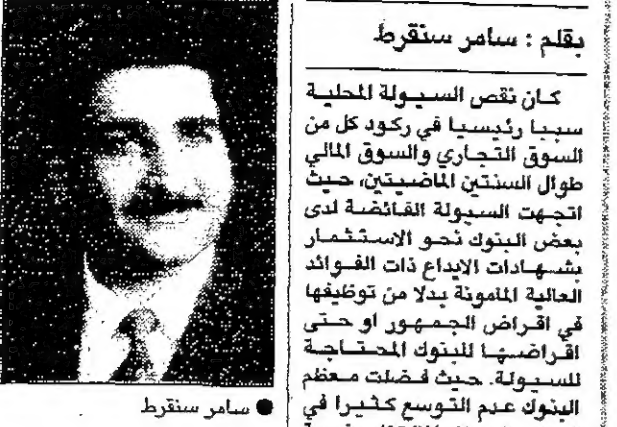 بقلم : سامر سنقرط
كان نقص السيولة المحلية
سببا رئيسيا في ركود كل من
السوق التجاري والسوق المالي
طوال السنتين الماضيتين، حيث
اتجهت السيولة الفائضة لدى
بعض البنوك نحو الاستثمار
بشهادات الايداع ذات الفوائد
العالية المامونة بدلا من توظيفها
في اقراض الجمهور او حتى
اقراضها للبنوك المحتاجة
للسيولة. حيث فضلت معظم
البنوك عدم التوسع كثيرا في
● سامر سنقرط